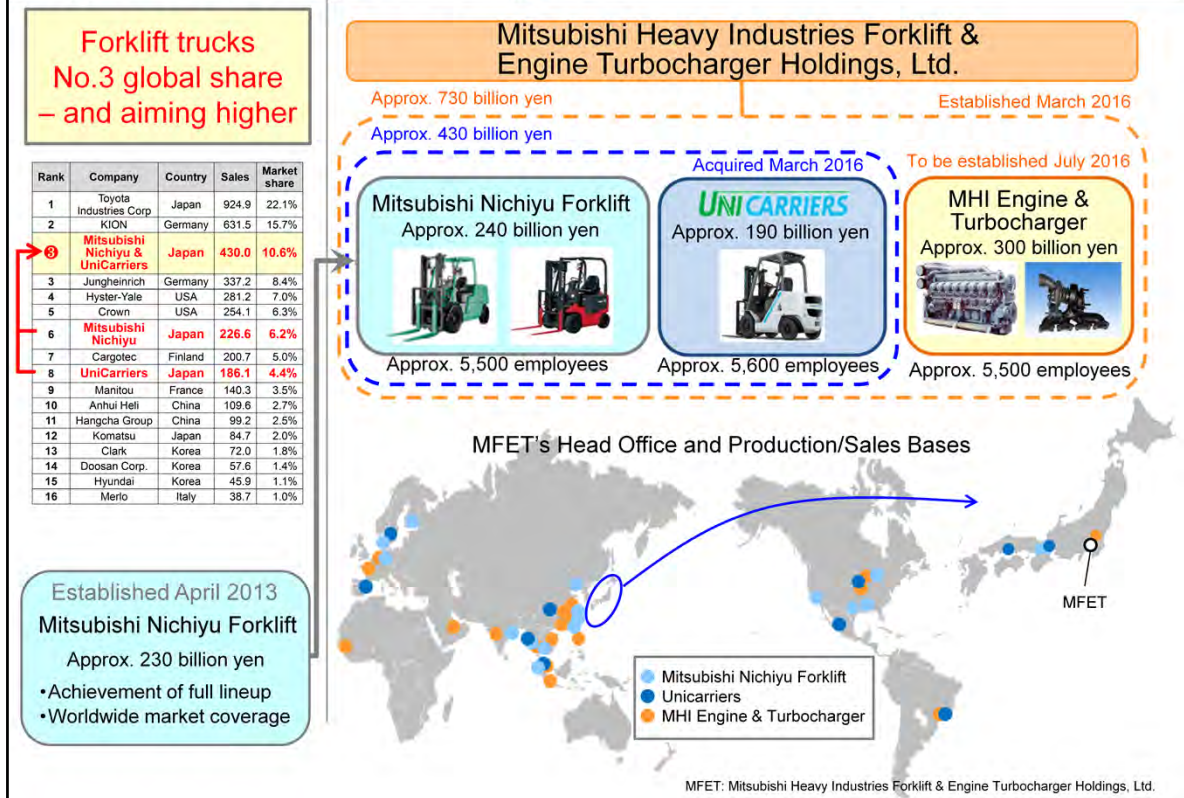 Forklift trucks
No.3 global share
– and aiming higher
Rank Company Country Sales Market share
1 Toyota Industries Corp Japan 924.9 22.1%
2 KION Germany 631.5 15.7%
❸ Mitsubishi Nichiyu & UniCarriers Japan 430.0 10.6%
3 Jungheinrich Germany 337.2 8.4%
4 Hyster-Yale USA 281.2 7.0%
5 Crown USA 254.1 6.3%
6 Mitsubishi Nichiyu Japan 226.6 6.2%
7 Cargotec Finland 200.7 5.0%
8 UniCarriers Japan 186.1 4.4%
9 Manitou France 140.3 3.5%
10 Anhui Heli China 109.6 2.7%
11 Hangcha Group China 99.2 2.5%
12 Komatsu Japan 84.7 2.0%
13 Clark Korea 72.0 1.8%
14 Doosan Corp. Korea 57.6 1.4%
15 Hyundai Korea 45.9 1.1%
16 Merlo Italy 38.7 1.0%
Established April 2013
Mitsubishi Nichiyu Forklift
Approx. 230 billion yen
•Achievement of full lineup
•Worldwide market coverage
Mitsubishi Heavy Industries Forklift &
Engine Turbocharger Holdings, Ltd.
Approx. 730 billion yen
Established March 2016
Approx. 430 billion yen
Acquired March 2016
To be established July 2016
Mitsubishi Nichiyu Forklift
Approx. 240 billion yen
Approx. 5,500 employees
UNICARRIERS
Approx. 190 billion yen
Approx. 5,600 employees
MHI Engine &
Turbocharger
Approx. 300 billion yen
Approx. 5,500 employees
MFET's Head Office and Production/Sales Bases
MFET
Mitsubishi Nichiyu Forklift
Unicarriers
MHI Engine & Turbocharger
MFET: Mitsubishi Heavy Industries Forklift & Engine Turbocharger Holdings, Ltd.